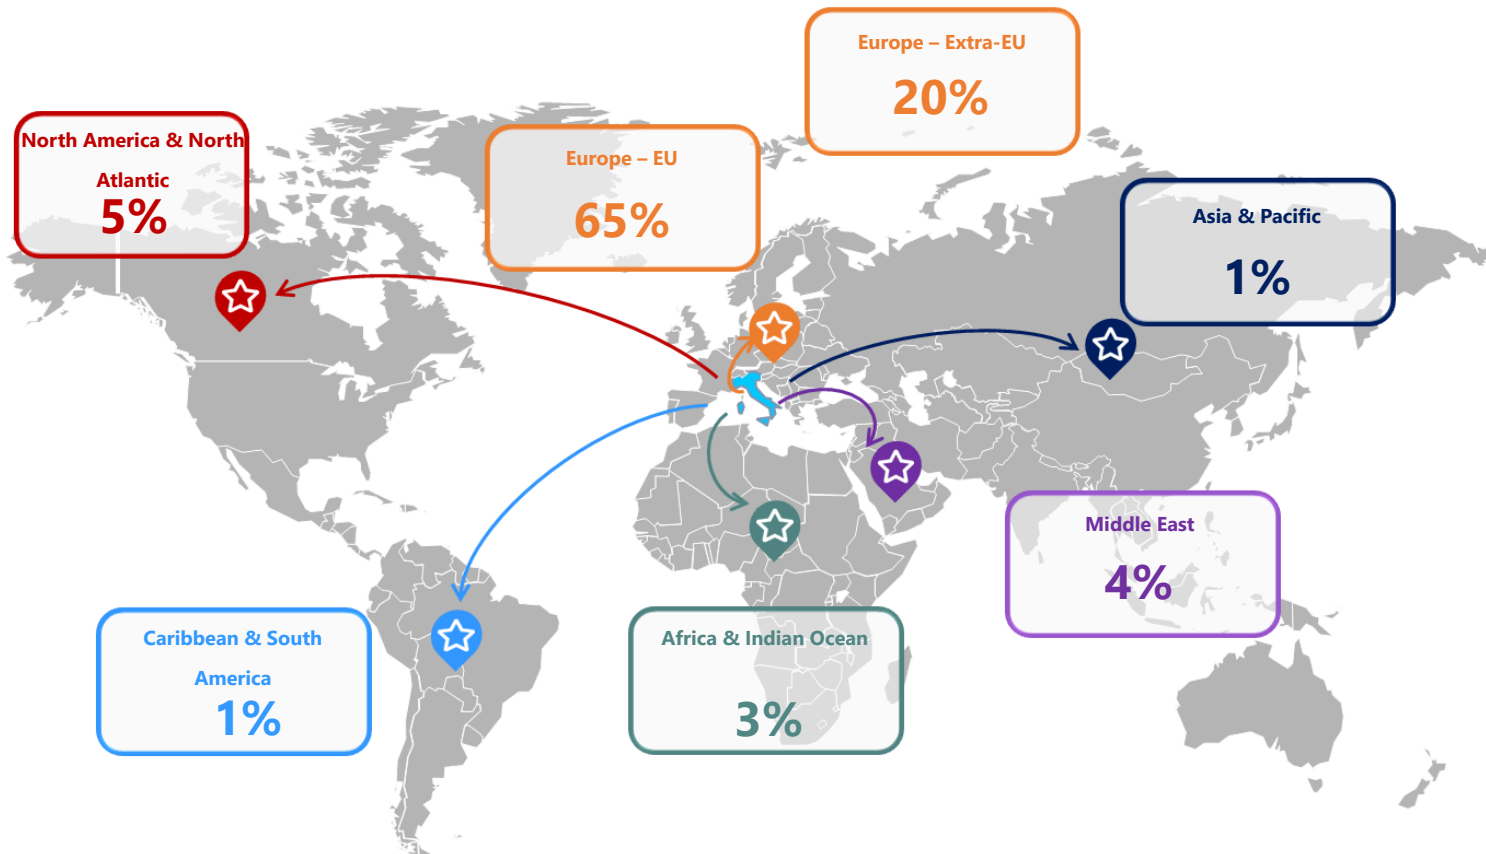 Europe – Extra-EU
20%
North America & North
Atlantic
5%
Europe – EU
65%
Asia & Pacific
1%
Middle East
4%
Caribbean & South
America
1%
Africa & Indian Ocean
3%